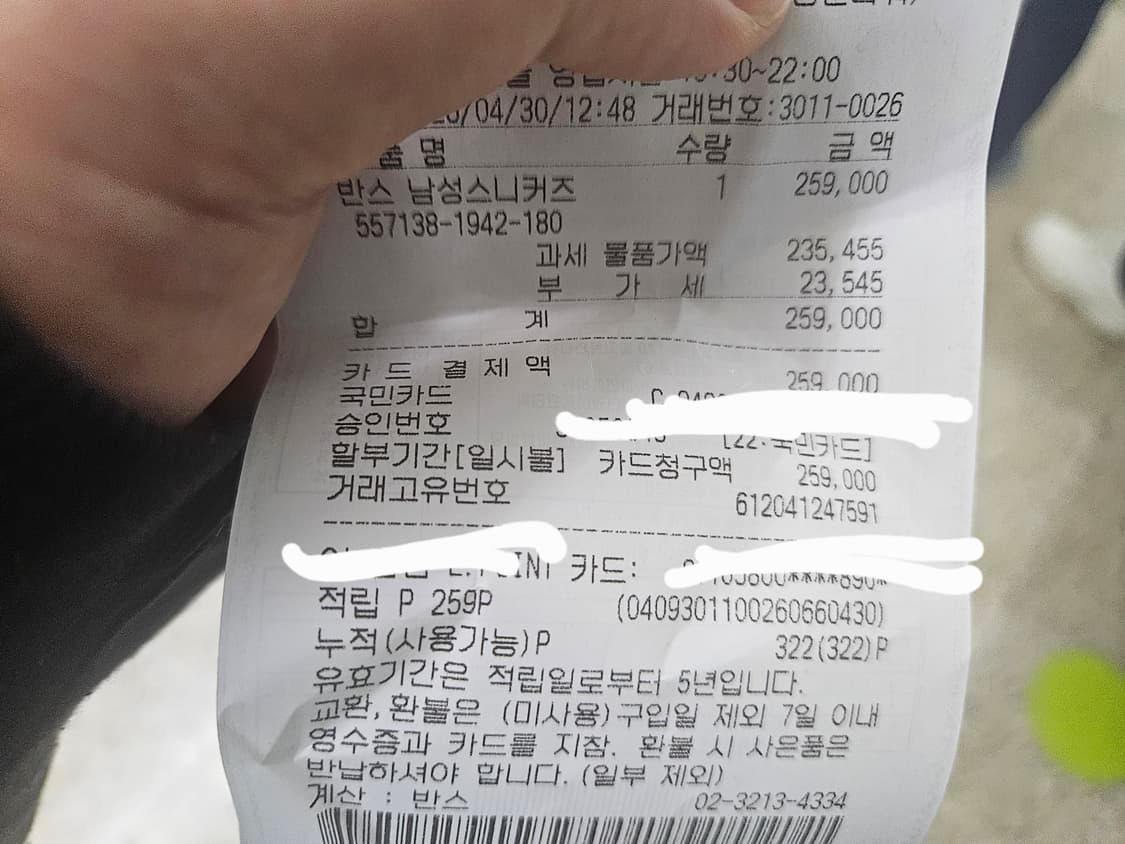 30~22:00
/04/30/12:48 거래번호:3011-0026
품 명 수량 금 액
반스 남성스니커즈 1 259,000
557138-1942-180
과세 물품가액 235,455
부 가 세 23,545
합 계 259,000
카 드 결 제 액 259,000
국민카드
승인번호 [22:국민카드]
할부기간[일시불] 카드청구액 259,000
거래고유번호 612041247591
카드:
적립 P 259P (0409301100260660430)
누적(사용가능)P 322(322)P
유효기간은 적립일로부터 5년입니다.
교환,환불은 (미사용)구입일 제외 7일 이내
영수증과 카드를 지참. 환불 시 사은품은
반납하셔야 합니다. (일부 제외)
계산 : 반스 02-3213-4334